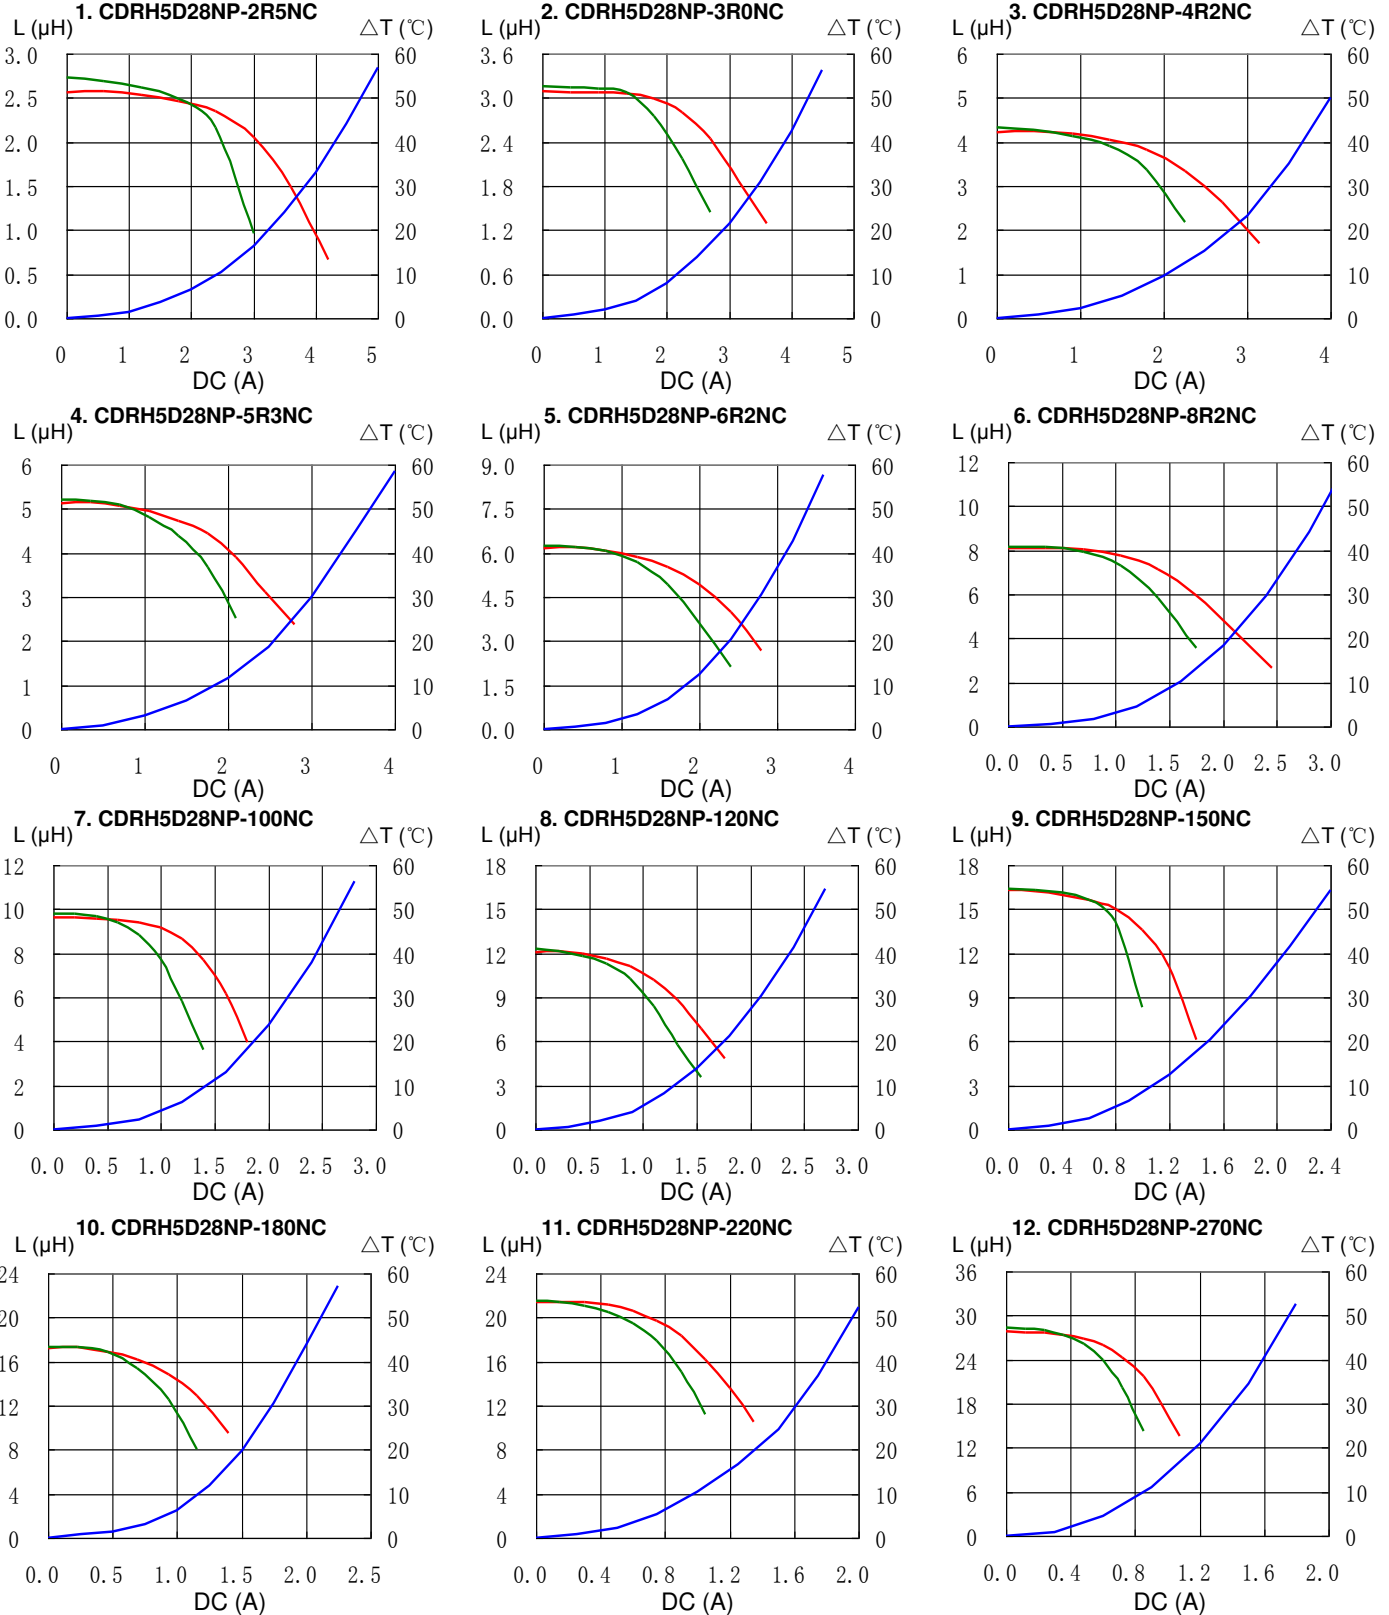 1. CDRH5D28NP-2R5NC
L (µH) △T (℃)
3.0 60
2.5 50
2.0 40
1.5 30
1.0 20
0.5 10
0.0 0
0 1 2 3 4 5
DC (A)
2. CDRH5D28NP-3R0NC
L (µH) △T (℃)
3.6 60
3.0 50
2.4 40
1.8 30
1.2 20
0.6 10
0.0 0
0 1 2 3 4 5
DC (A)
3. CDRH5D28NP-4R2NC
L (µH) △T (℃)
6 60
5 50
4 40
3 30
2 20
1 10
0 0
0 1 2 3 4
DC (A)
4. CDRH5D28NP-5R3NC
L (µH) △T (℃)
6 60
5 50
4 40
3 30
2 20
1 10
0 0
0 1 2 3 4
DC (A)
5. CDRH5D28NP-6R2NC
L (µH) △T (℃)
9.0 60
7.5 50
6.0 40
4.5 30
3.0 20
1.5 10
0.0 0
0 1 2 3 4
DC (A)
6. CDRH5D28NP-8R2NC
L (µH) △T (℃)
12 60
10 50
8 40
6 30
4 20
2 10
0 0
0.0 0.5 1.0 1.5 2.0 2.5 3.0
DC (A)
7. CDRH5D28NP-100NC
L (µH) △T (℃)
12 60
10 50
8 40
6 30
4 20
2 10
0 0
0.0 0.5 1.0 1.5 2.0 2.5 3.0
DC (A)
8. CDRH5D28NP-120NC
L (µH) △T (℃)
18 60
15 50
12 40
9 30
6 20
3 10
0 0
0.0 0.5 1.0 1.5 2.0 2.5 3.0
DC (A)
9. CDRH5D28NP-150NC
L (µH) △T (℃)
18 60
15 50
12 40
9 30
6 20
3 10
0 0
0.0 0.4 0.8 1.2 1.6 2.0 2.4
DC (A)
10. CDRH5D28NP-180NC
L (µH) △T (℃)
24 60
20 50
16 40
12 30
8 20
4 10
0 0
0.0 0.5 1.0 1.5 2.0 2.5
DC (A)
11. CDRH5D28NP-220NC
L (µH) △T (℃)
24 60
20 50
16 40
12 30
8 20
4 10
0 0
0.0 0.4 0.8 1.2 1.6 2.0
DC (A)
12. CDRH5D28NP-270NC
L (µH) △T (℃)
36 60
30 50
24 40
18 30
12 20
6 10
0 0
0.0 0.4 0.8 1.2 1.6 2.0
DC (A)